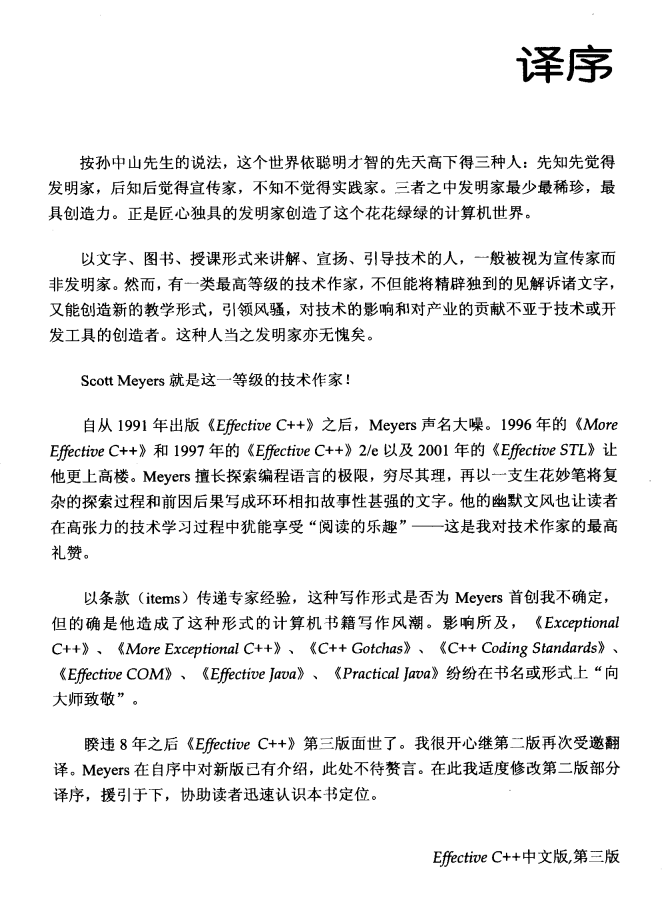 译序
按孙中山先生的说法，这个世界依聪明才智的先天高下得三种人：先知先觉得
发明家，后知后觉得宣传家，不知不觉得实践家。三者之中发明家最少最稀珍，最
具创造力。正是匠心独具的发明家创造了这个花花绿绿的计算机世界。
以文字、图书、授课形式来讲解、宣扬、引导技术的人，一般被视为宣传家而
非发明家。然而，有一类最高等级的技术作家，不但能将精辟独到的见解诉诸文字，
又能创造新的教学形式，引领风骚，对技术的影响和对产业的贡献不亚于技术或开
发工具的创造者。这种人当之发明家亦无愧矣。
Scott Meyers 就是这一等级的技术作家！
自从 1991 年出版《Effective C++》之后，Meyers 声名大噪。1996 年的《More
Effective C++》和 1997 年的《Effective C++》2/e 以及 2001 年的《Effective STL》让
他更上高楼。Meyers 擅长探索编程语言的极限，穷尽其理，再以一支生花妙笔将复
杂的探索过程和前因后果写成环环相扣故事性甚强的文字。他的幽默文风也让读者
在高张力的技术学习过程中犹能享受“阅读的乐趣”——这是我对技术作家的最高
礼赞。
以条款（items）传递专家经验，这种写作形式是否为 Meyers 首创我不确定，
但的确是他造成了这种形式的计算机书籍写作风潮。影响所及，《Exceptional
C++》、《More Exceptional C++》、《C++ Gotchas》、《C++ Coding Standards》、
《Effective COM》、《Effective Java》、《Practical Java》纷纷在书名或形式上“向
大师致敬”。
睽违 8 年之后《Effective C++》第三版面世了。我很开心继第二版再次受邀翻
译。Meyers 在自序中对新版已有介绍，此处不待赘言。在此我适度修改第二版部分
译序，援引于下，协助读者迅速认识本书定位。
Effective C++中文版,第三版